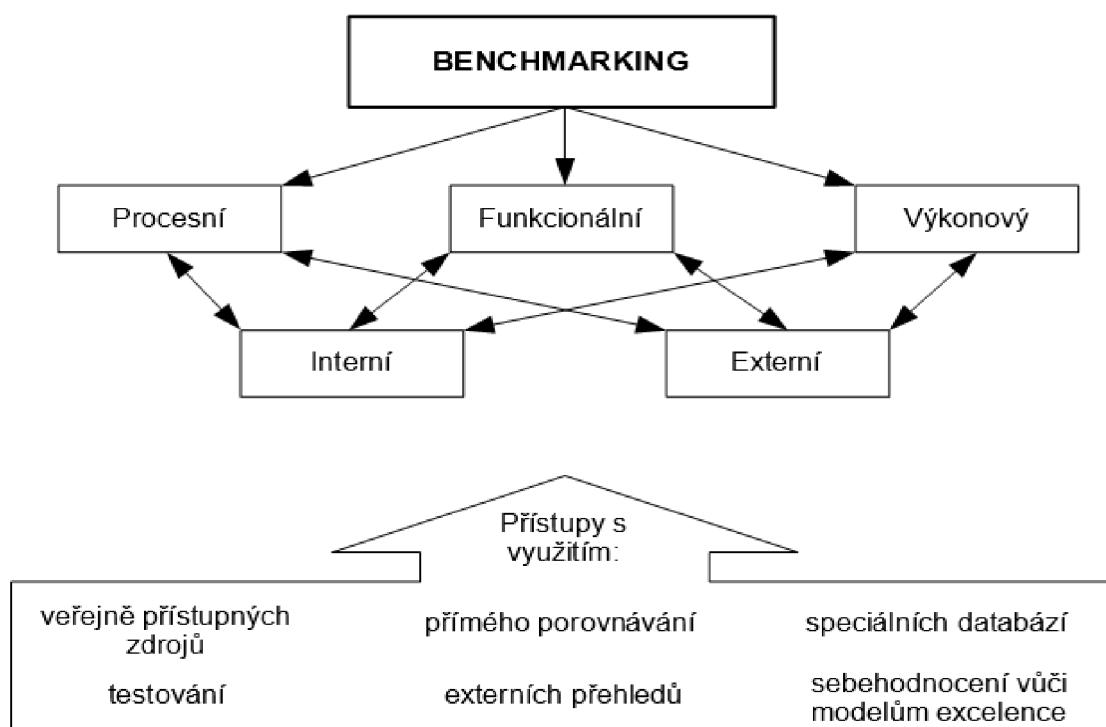 BENCHMARKING
Procesní
Funkcionální
Výkonový
Interní
Externí
Přístupy s
využitím:
veřejně přístupných
zdrojů
přímého porovnávání
speciálních databází
testování
externích přehledů
sebehodnocení vůči
modelům excelence